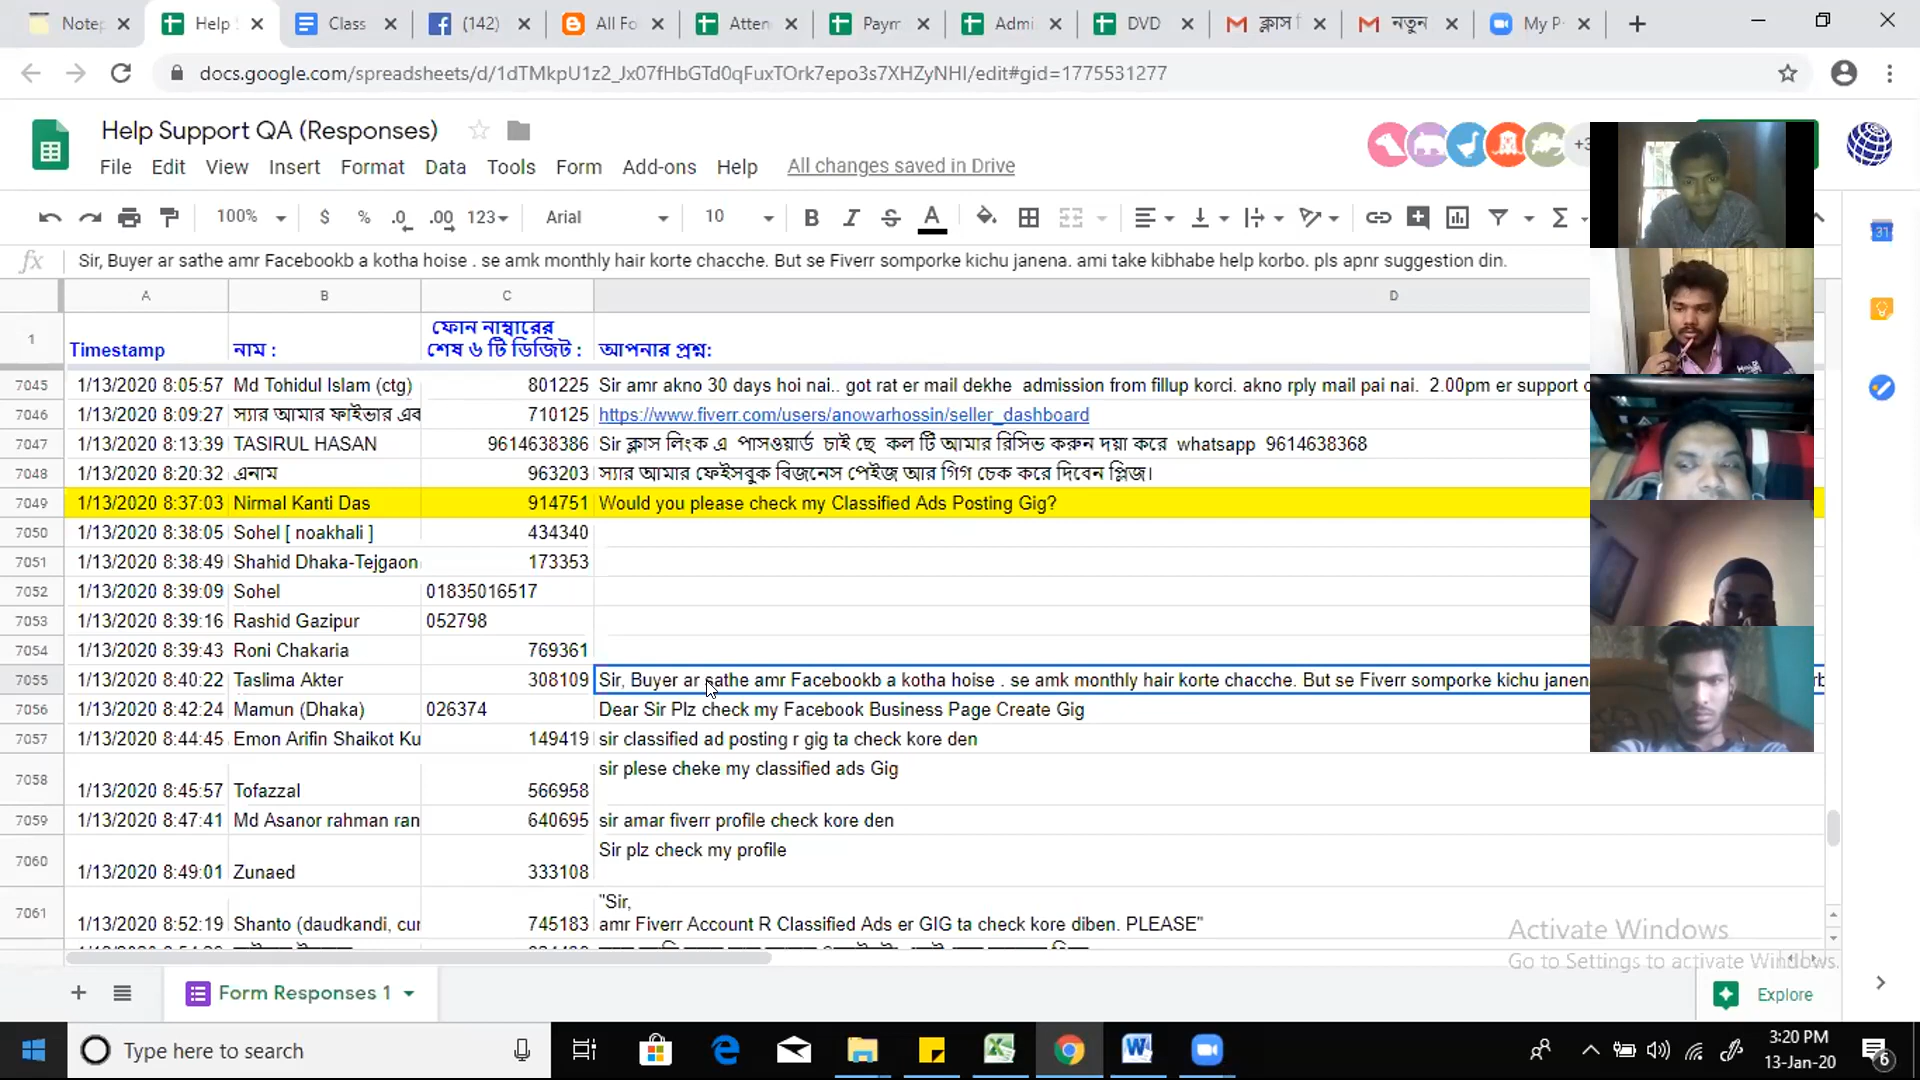 Notep
Help
Class
(142)
All Fo
Atten
Paym
Admi
DVD
ক্লাস
নতুন
My P
docs.google.com/spreadsheets/d/1dTMkpU1z2_Jx07fHbGTd0qFuxTOrk7epo3s7XHZyNHI/edit#gid=1775531277
Help Support QA (Responses)
File Edit View Insert Format Data Tools Form Add-ons Help All changes saved in Drive
100% $ % .0 .00 123 Arial 10 B I S A
fx Sir, Buyer ar sathe amr Facebookb a kotha hoise . se amk monthly hair korte chacche. But se Fiverr somporke kichu janena. ami take kibhabe help korbo. pls apnr suggestion din.
A B C D
1 Timestamp নাম : ফোন নাম্বারের
শেষ ৬ টি ডিজিট : আপনার প্রশ্ন:
7045 1/13/2020 8:05:57 Md Tohidul Islam (ctg) 801225 Sir amr akno 30 days hoi nai.. got rat er mail dekhe admission from fillup korci. akno rply mail pai nai. 2.00pm er support
7046 1/13/2020 8:09:27 স্যার আমার ফাইভার এব 710125 https://www.fiverr.com/users/anowarhossin/seller_dashboard
7047 1/13/2020 8:13:39 TASIRUL HASAN 9614638386 Sir ক্লাস লিংক এ পাসওয়ার্ড চাই ছে কল টি আমার রিসিভ করুন দয়া করে whatsapp 9614638368
7048 1/13/2020 8:20:32 এনাম 963203 স্যার আমার ফেইসবুক বিজনেস পেইজ আর গিগ চেক করে দিবেন প্লিজ।
7049 1/13/2020 8:37:03 Nirmal Kanti Das 914751 Would you please check my Classified Ads Posting Gig?
7050 1/13/2020 8:38:05 Sohel [ noakhali ] 434340
7051 1/13/2020 8:38:49 Shahid Dhaka-Tejgaon 173353
7052 1/13/2020 8:39:09 Sohel 01835016517
7053 1/13/2020 8:39:16 Rashid Gazipur 052798
7054 1/13/2020 8:39:43 Roni Chakaria 769361
7055 1/13/2020 8:40:22 Taslima Akter 308109 Sir, Buyer ar sathe amr Facebookb a kotha hoise . se amk monthly hair korte chacche. But se Fiverr somporke kichu janen
7056 1/13/2020 8:42:24 Mamun (Dhaka) 026374 Dear Sir Plz check my Facebook Business Page Create Gig
7057 1/13/2020 8:44:45 Emon Arifin Shaikot Ku 149419 sir classified ad posting r gig ta check kore den
7058 1/13/2020 8:45:57 Tofazzal 566958 sir plese cheke my classified ads Gig
7059 1/13/2020 8:47:41 Md Asanor rahman ran 640695 sir amar fiverr profile check kore den
7060 1/13/2020 8:49:01 Zunaed 333108 Sir plz check my profile
7061 1/13/2020 8:52:19 Shanto (daudkandi, cur 745183 "Sir,
amr Fiverr Account R Classified Ads er GIG ta check kore diben. PLEASE"
Activate Windows
Go to Settings to activate Windows.
Form Responses 1
Explore
Type here to search
3:20 PM
13-Jan-20
6
31